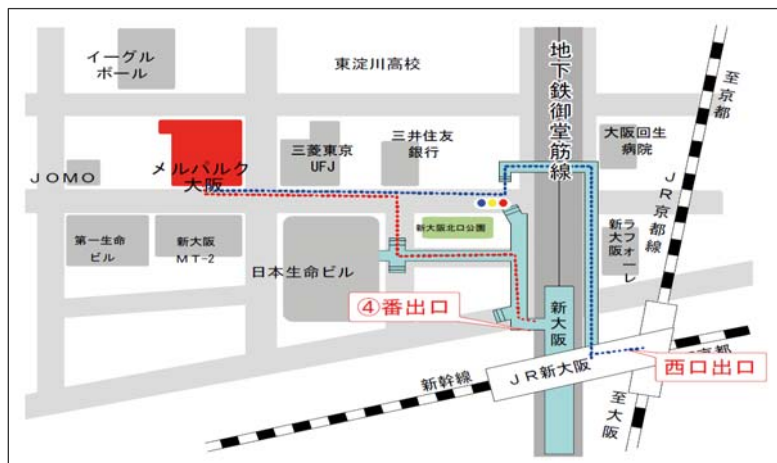 イーグル
ボール
東淀川高校
地下鉄御堂筋線
至京都
大阪回生
病院
三菱東京
UFJ
三井住友
銀行
メルパルク
大阪
JOMO
JR京都線
第一生命
ビル
新大阪
MT-2
日本生命ビル
新大阪北口公園
ラフォーレ
新大阪
④番出口
新大阪
JR新大阪
新幹線
西口出口
至大阪